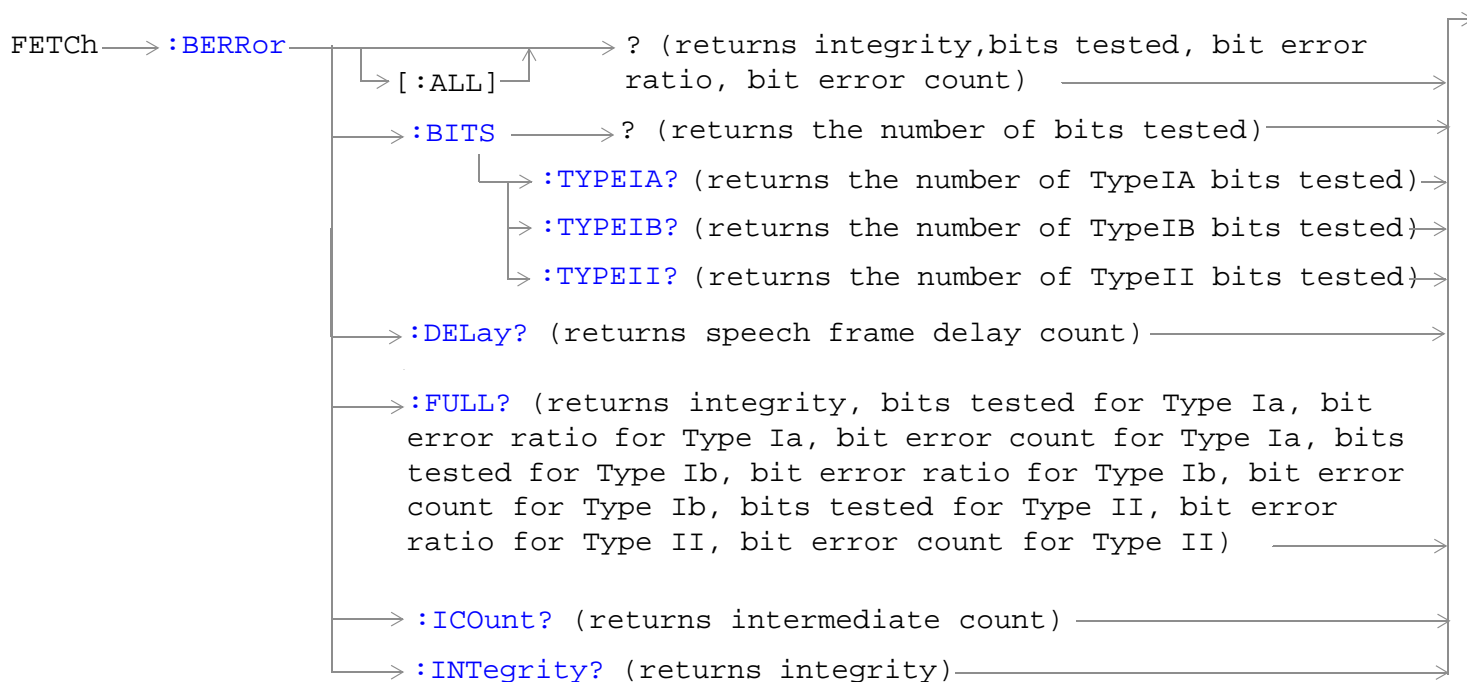 FETCh :BERRor ? (returns integrity,bits tested, bit error
[:ALL] ratio, bit error count)
:BITS ? (returns the number of bits tested)
:TYPEIA? (returns the number of TypeIA bits tested)
:TYPEIB? (returns the number of TypeIB bits tested)
:TYPEII? (returns the number of TypeII bits tested)
:DELay? (returns speech frame delay count)
:FULL? (returns integrity, bits tested for Type Ia, bit
error ratio for Type Ia, bit error count for Type Ia, bits
tested for Type Ib, bit error ratio for Type Ib, bit error
count for Type Ib, bits tested for Type II, bit error
ratio for Type II, bit error count for Type II)
:ICOunt? (returns intermediate count)
:INTegrity? (returns integrity)